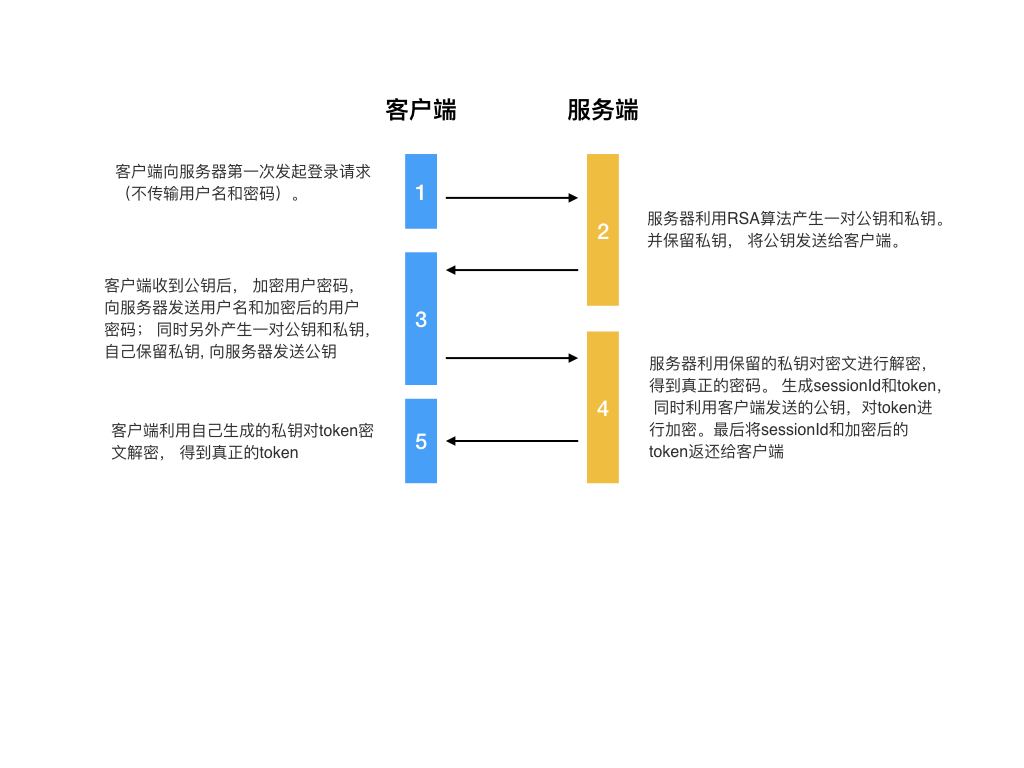 客户端
服务端
客户端向服务器第一次发起登录请求
（不传输用户名和密码）。
1
2
服务器利用RSA算法产生一对公钥和私钥。
并保留私钥， 将公钥发送给客户端。
客户端收到公钥后， 加密用户密码，
向服务器发送用户名和加密后的用户
密码； 同时另外产生一对公钥和私钥，
自己保留私钥, 向服务器发送公钥
3
服务器利用保留的私钥对密文进行解密，
得到真正的密码。 生成sessionId和token，
同时利用客户端发送的公钥，对token进
行加密。最后将sessionId和加密后的
token返还给客户端
4
客户端利用自己生成的私钥对token密
文解密， 得到真正的token
5